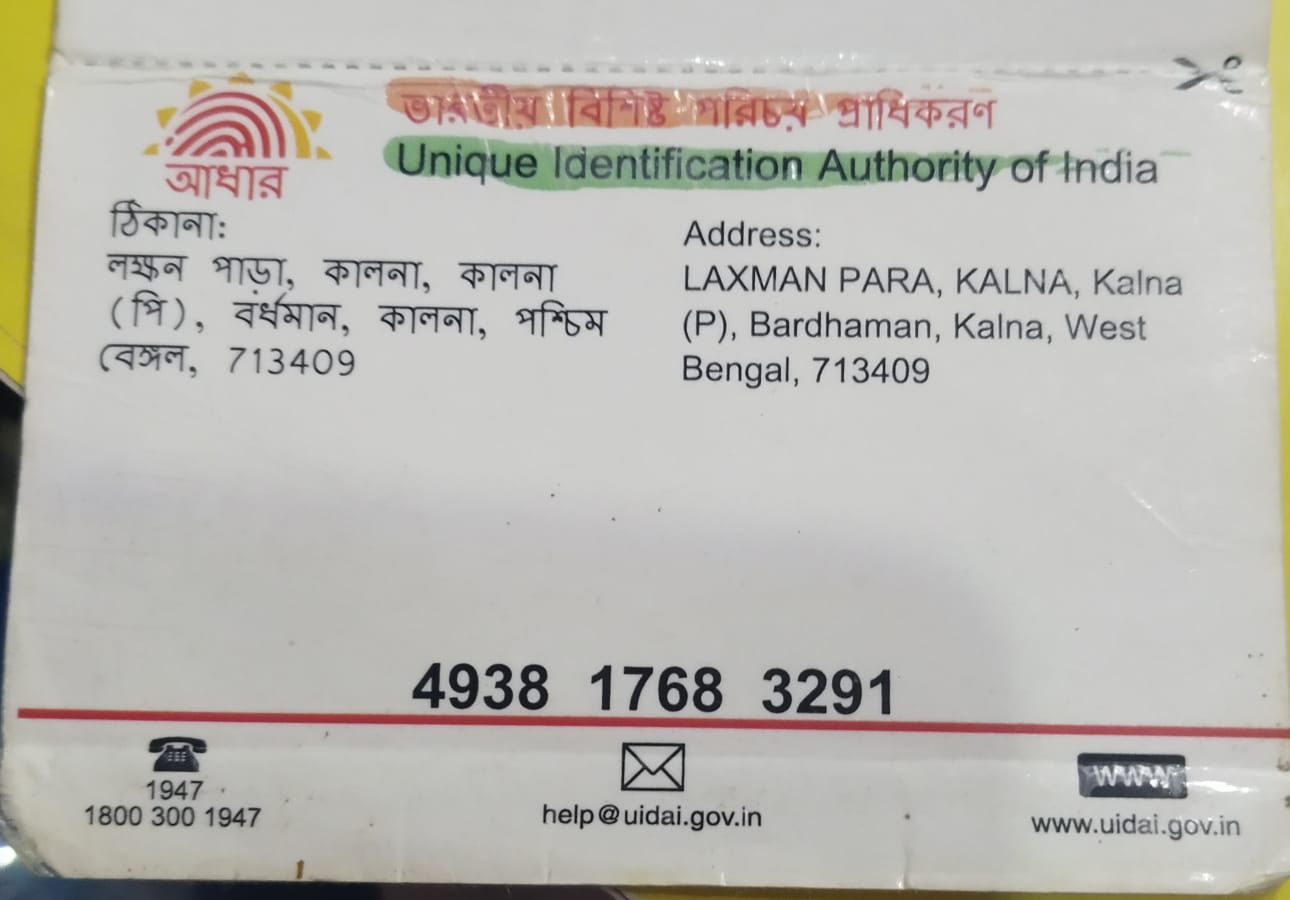 ভারতীয় বিশিষ্ট পরিচয় প্রাধিকরণ
Unique Identification Authority of India
আধার
ঠিকানা:
লক্ষন পাড়া, কালনা, কালনা
(পি), বর্ধমান, কালনা, পশ্চিম
বেঙ্গল, 713409
Address:
LAXMAN PARA, KALNA, Kalna
(P), Bardhaman, Kalna, West
Bengal, 713409
4938 1768 3291
1947
1800 300 1947
help@uidai.gov.in
www
www.uidai.gov.in